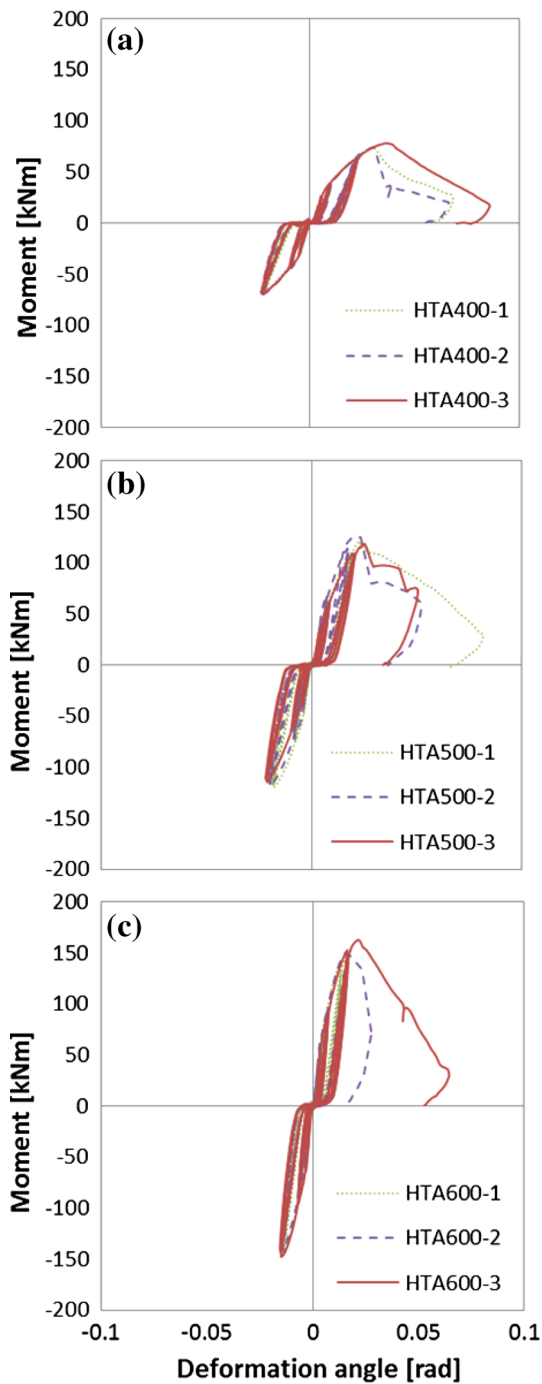 (a)
200
150
100
50
0
-50
-100
-150
-200
Moment [kNm]
HTA400-1
HTA400-2
HTA400-3
(b)
200
150
100
50
0
-50
-100
-150
-200
Moment [kNm]
HTA500-1
HTA500-2
HTA500-3
(c)
200
150
100
50
0
-50
-100
-150
-200
Moment [kNm]
HTA600-1
HTA600-2
HTA600-3
-0.1 -0.05 0 0.05 0.1
Deformation angle [rad]